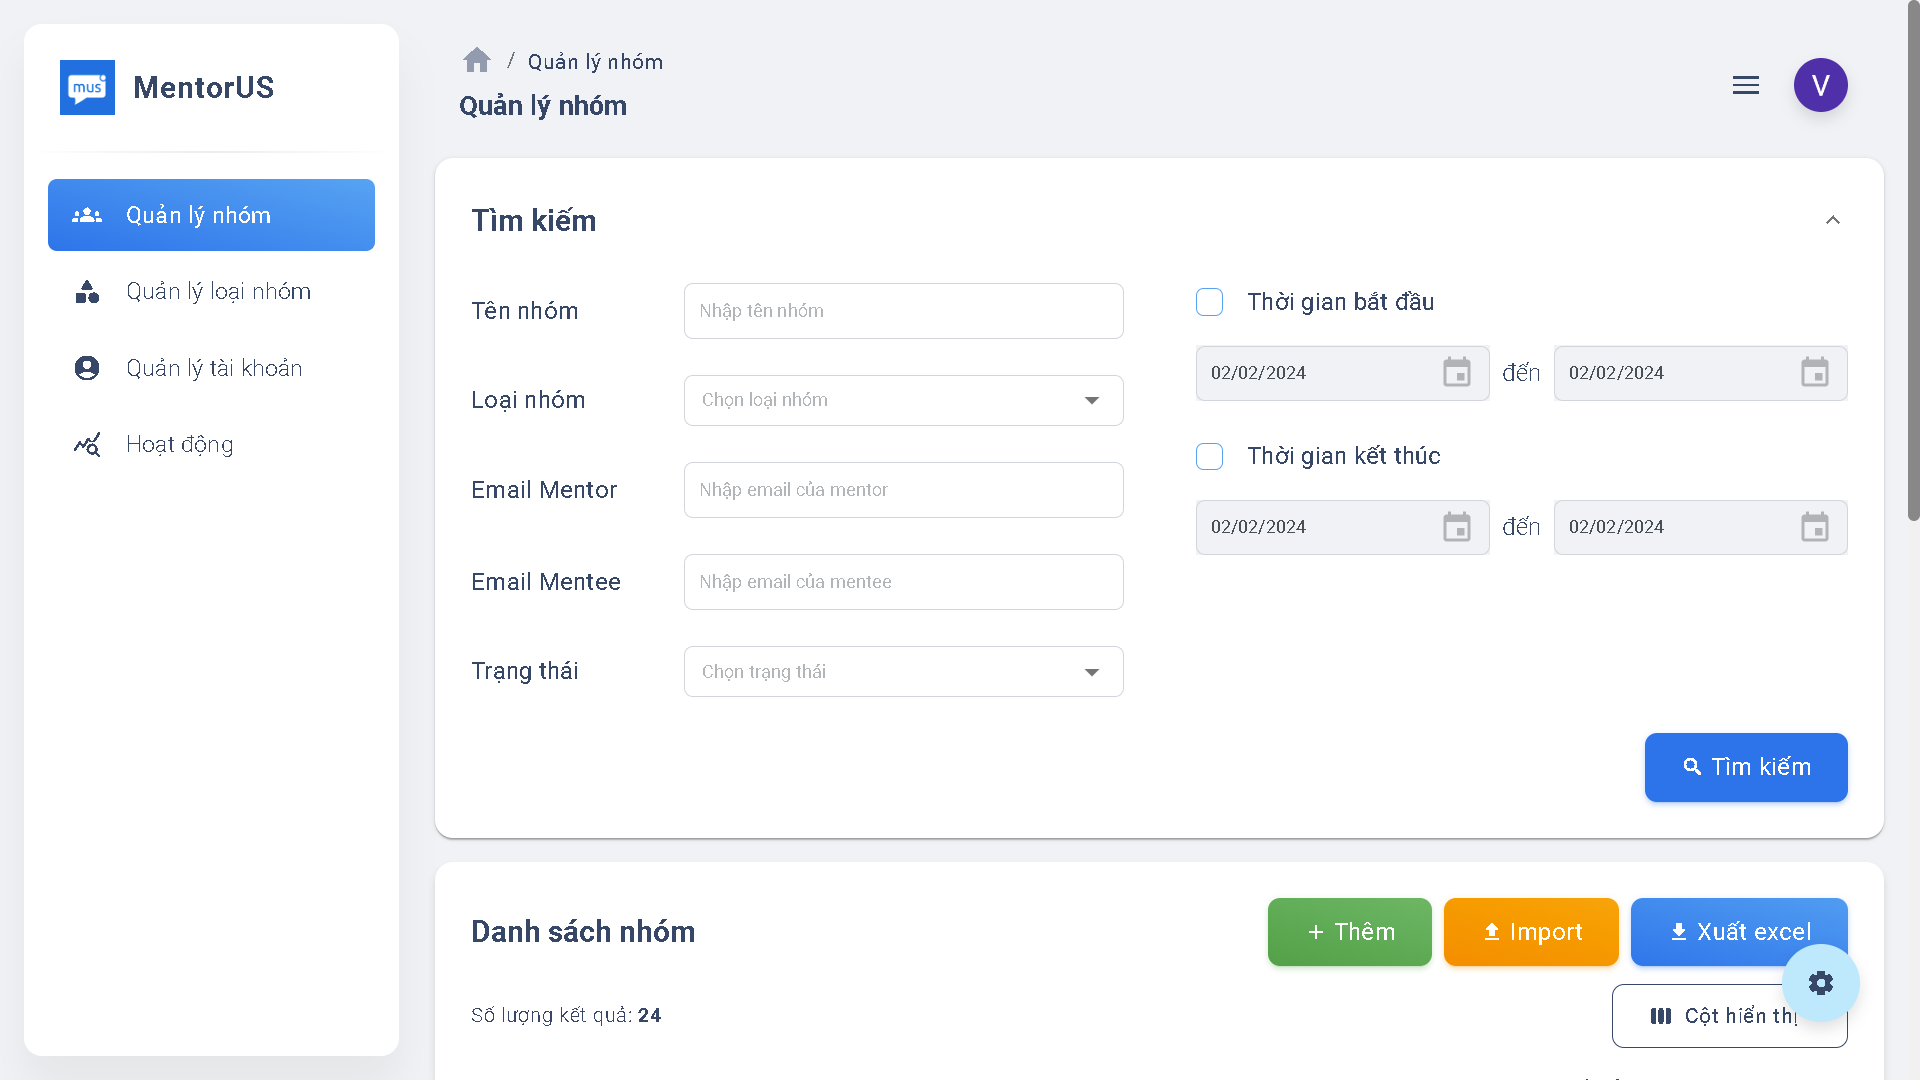 mus
MentorUS
Quản lý nhóm
Quản lý loại nhóm
Quản lý tài khoản
Hoạt động
/ Quản lý nhóm
Quản lý nhóm
V
Tìm kiếm
Tên nhóm
Nhập tên nhóm
Loại nhóm
Chọn loại nhóm
Email Mentor
Nhập email của mentor
Email Mentee
Nhập email của mentee
Trạng thái
Chọn trạng thái
Thời gian bắt đầu
02/02/2024 đến 02/02/2024
Thời gian kết thúc
02/02/2024 đến 02/02/2024
Tìm kiếm
Danh sách nhóm
+ Thêm
Import
Xuất excel
Số lượng kết quả: 24
Cột hiển thị